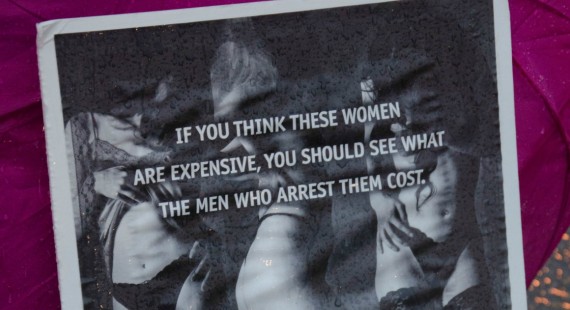 IF YOU THINK THESE WOMEN
ARE EXPENSIVE, YOU SHOULD SEE WHAT
THE MEN WHO ARREST THEM COST.